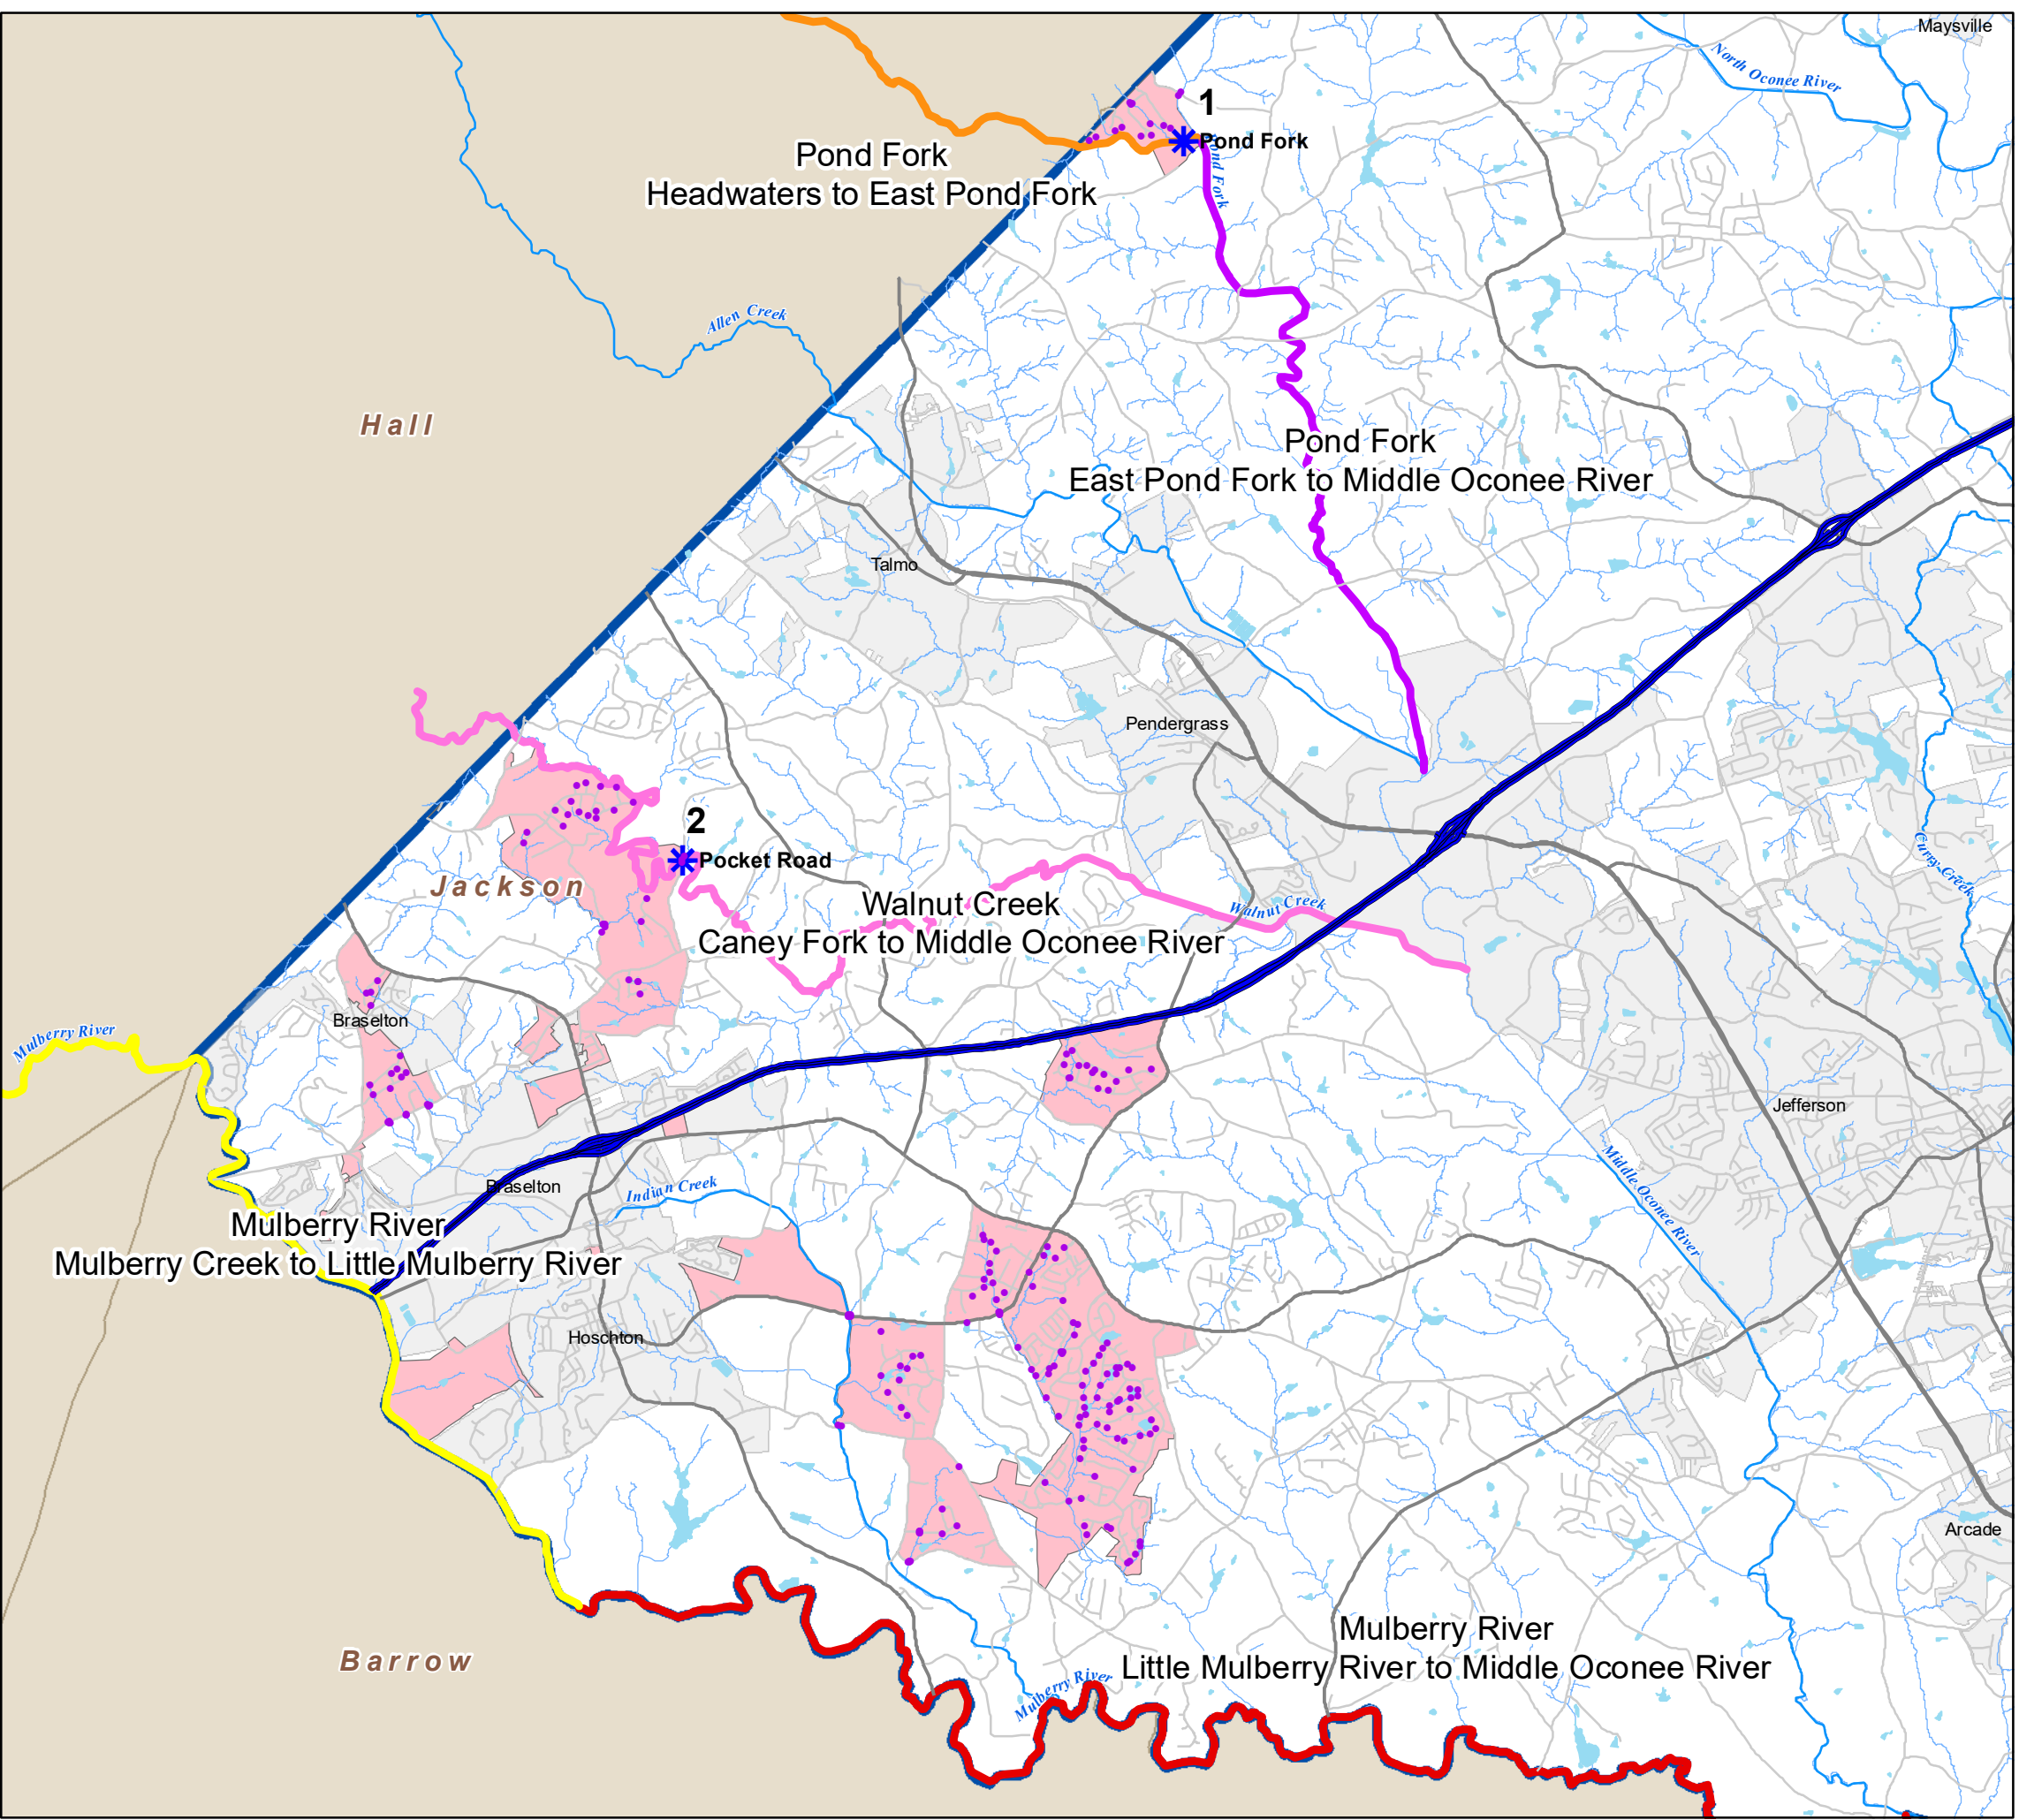 Maysville
North Oconee River
1
Pond Fork
Pond Fork
Pond Fork
Headwaters to East Pond Fork
Allen Creek
Hall
Pond Fork
East Pond Fork to Middle Oconee River
Talmo
Pendergrass
2
Pocket Road
Jackson
Walnut Creek
Caney Fork to Middle Oconee River
Walnut Creek
Curry Creek
Braselton
Mulberry River
Jefferson
Middle Oconee River
Braselton
Indian Creek
Mulberry River
Mulberry Creek to Little Mulberry River
Hoschton
Arcade
Barrow
Mulberry River
Little Mulberry River to Middle Oconee River
Mulberry River